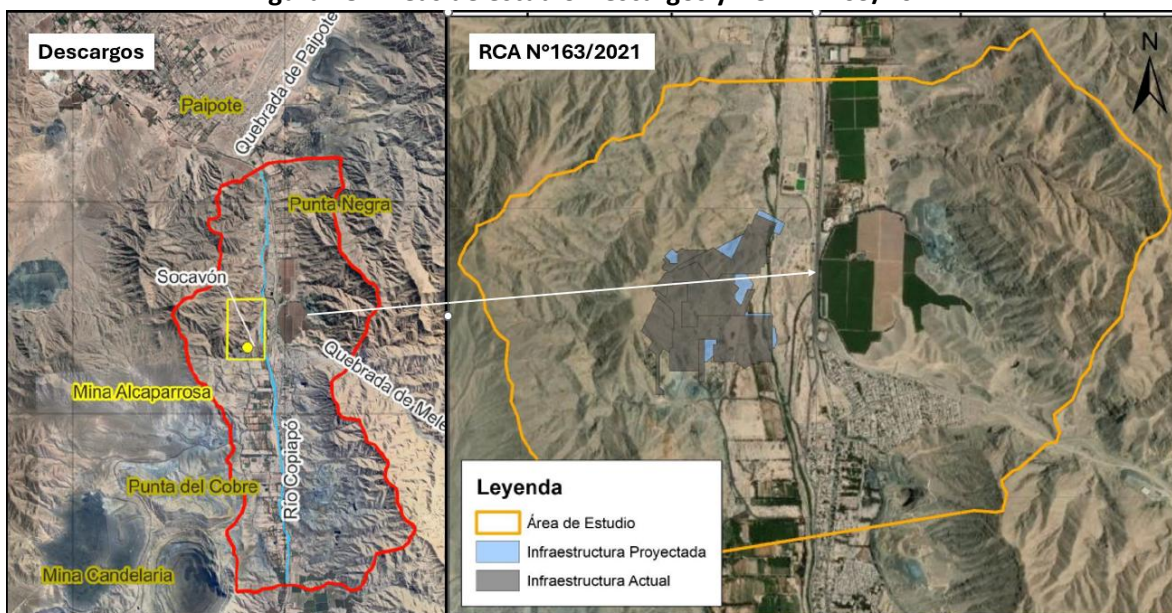 Descargos
RCA N°163/2021
N
Quebrada de Paipote
Paipote
Punta Negra
Socavón
Quebrada de Mele
Mina Alcaparrosa
Río Copiapó
Punta del Cobre
Mina Candelaria
Leyenda
Área de Estudio
Infraestructura Proyectada
Infraestructura Actual